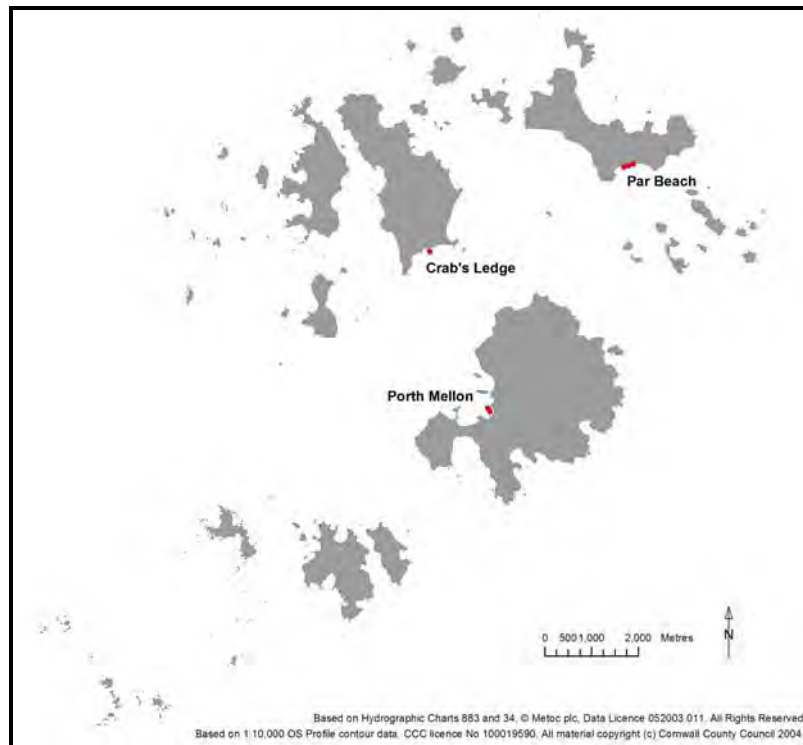 Par Beach
Crab's Ledge
Porth Mellon
0 5001,000 2,000 Metres
N
Based on Hydrographic Charts 883 and 34, © Metoc plc, Data Licence 052003.011. All Rights Reserved
Based on 1:10,000 OS Profile contour data. CCC licence No 100019590. All material copyright (c) Cornwall County Council 2004.